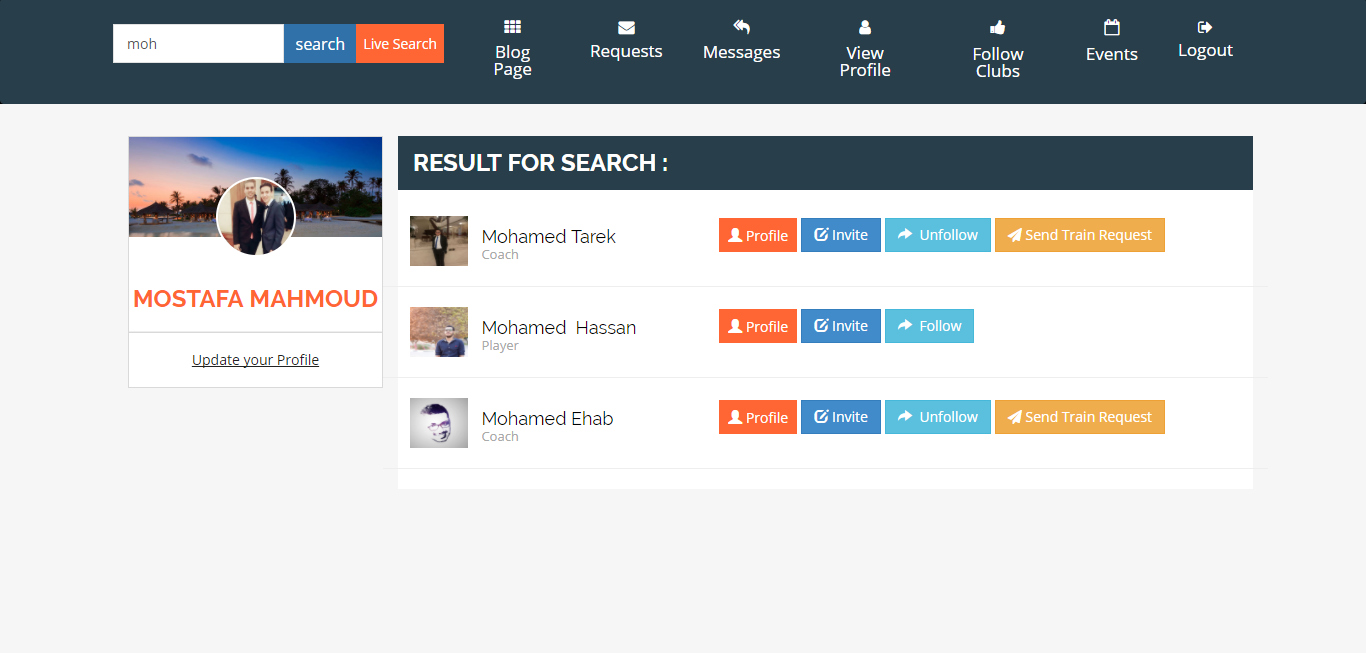 moh
search
Live Search
Blog
Page
Requests
Messages
View
Profile
Follow
Clubs
Events
Logout
MOSTAFA MAHMOUD
Update your Profile
RESULT FOR SEARCH :
Mohamed Tarek
Coach
Profile
Invite
Unfollow
Send Train Request
Mohamed  Hassan
Player
Profile
Invite
Follow
Mohamed Ehab
Coach
Profile
Invite
Unfollow
Send Train Request